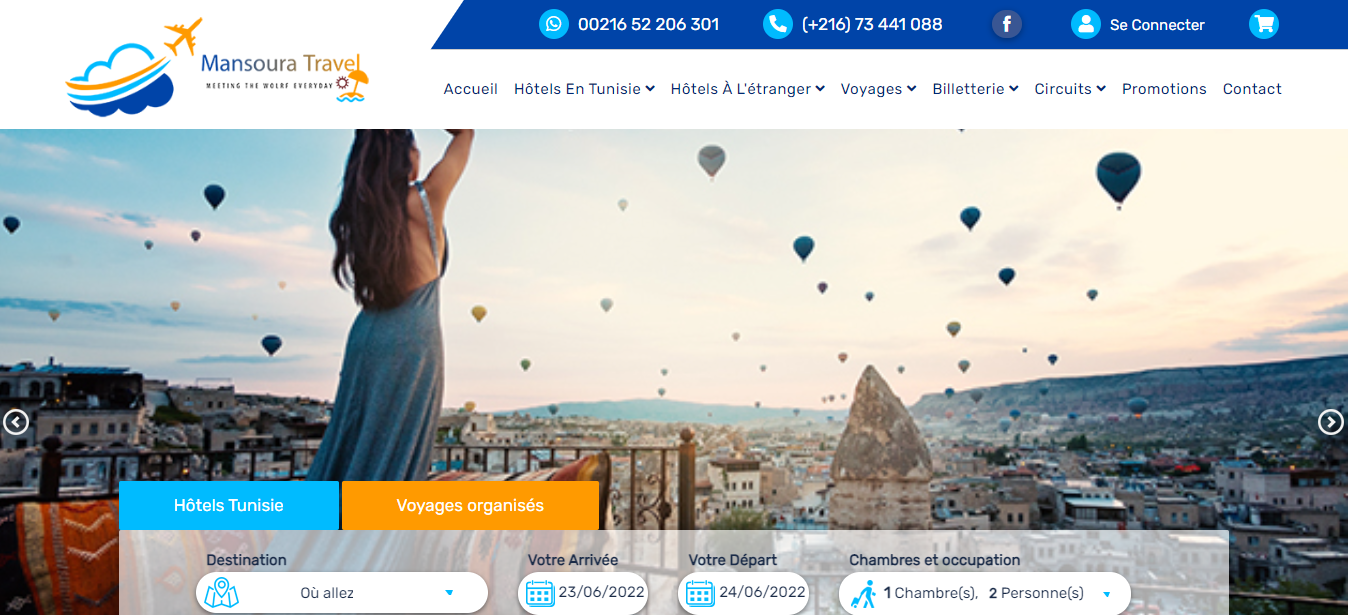 00216 52 206 301
(+216) 73 441 088
Se Connecter
Mansoura Travel
MEETING THE WOLRF EVERYDAY
Accueil Hôtels En Tunisie Hôtels À L'étranger Voyages Billetterie Circuits Promotions Contact
Hôtels Tunisie
Voyages organisés
Destination
Votre Arrivée
Votre Départ
Chambres et occupation
Où allez
23/06/2022
24/06/2022
1 Chambre(s), 2 Personne(s)